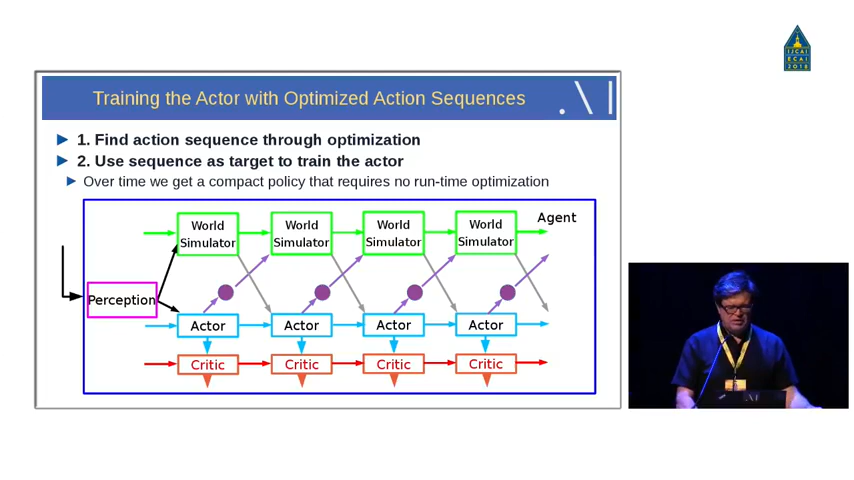 IJCAI
ECAI
2018
Training the Actor with Optimized Action Sequences
1. Find action sequence through optimization
2. Use sequence as target to train the actor
Over time we get a compact policy that requires no run-time optimization
Agent
World Simulator
World Simulator
World Simulator
World Simulator
Perception
Actor
Actor
Actor
Actor
Critic
Critic
Critic
Critic